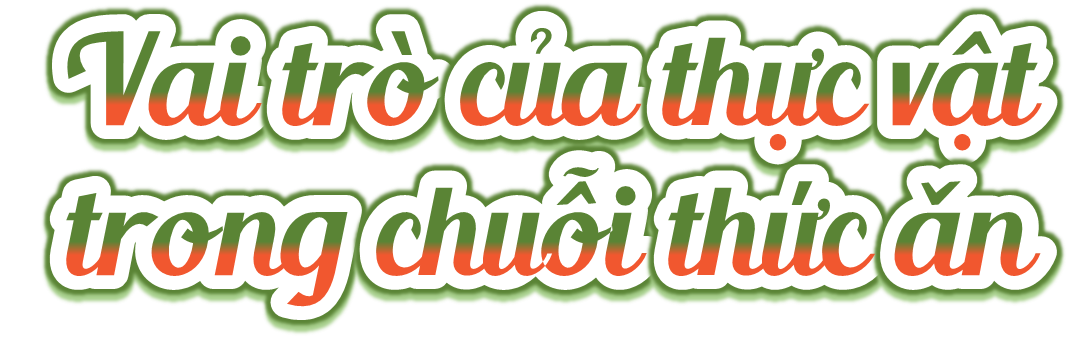 Vai trò của thực vật
trong chuỗi thức ăn